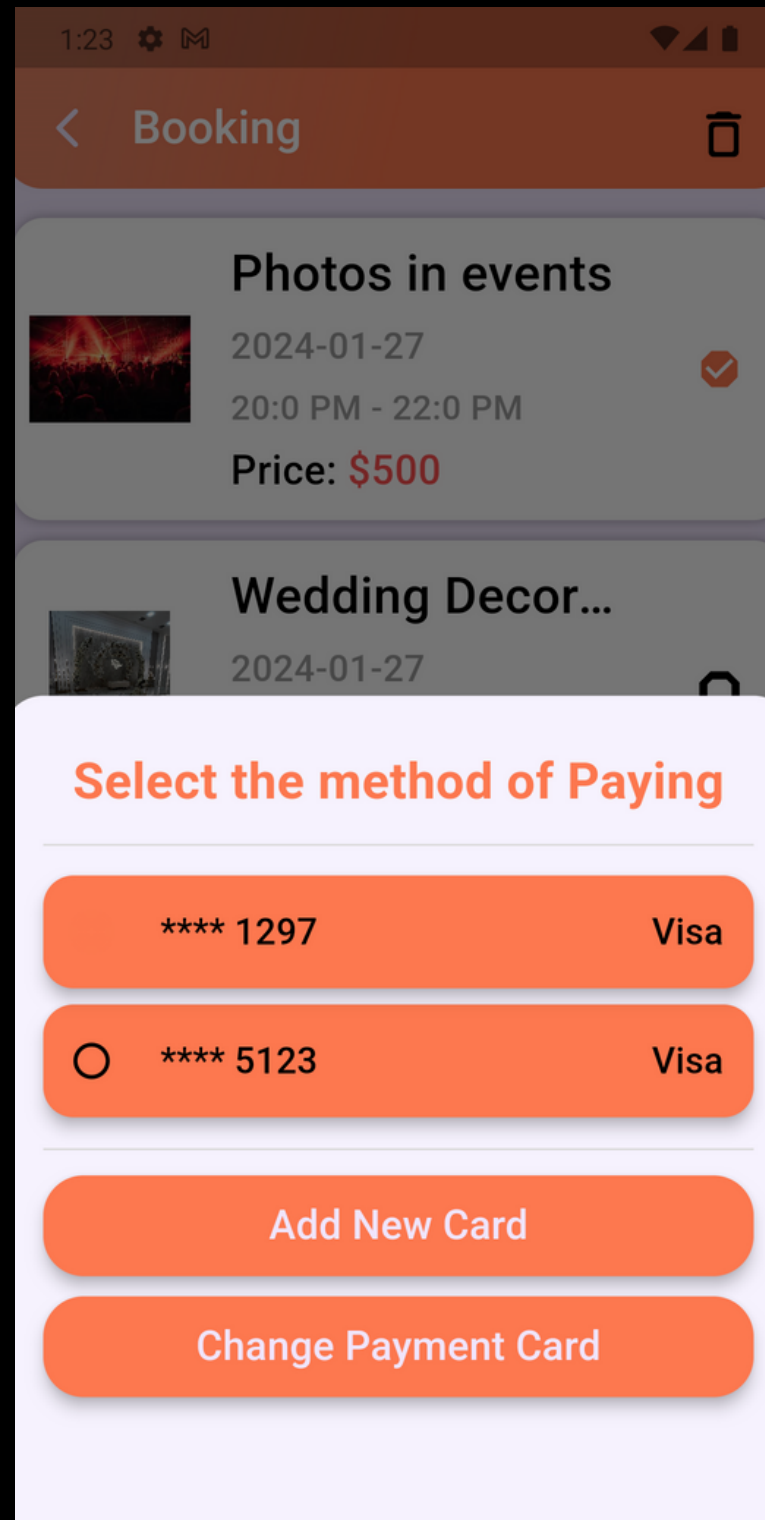 1:23
Booking
Photos in events
2024-01-27
20:0 PM - 22:0 PM
Price: $500
Wedding Decor...
2024-01-27
Select the method of Paying
**** 1297 Visa
**** 5123 Visa
Add New Card
Change Payment Card